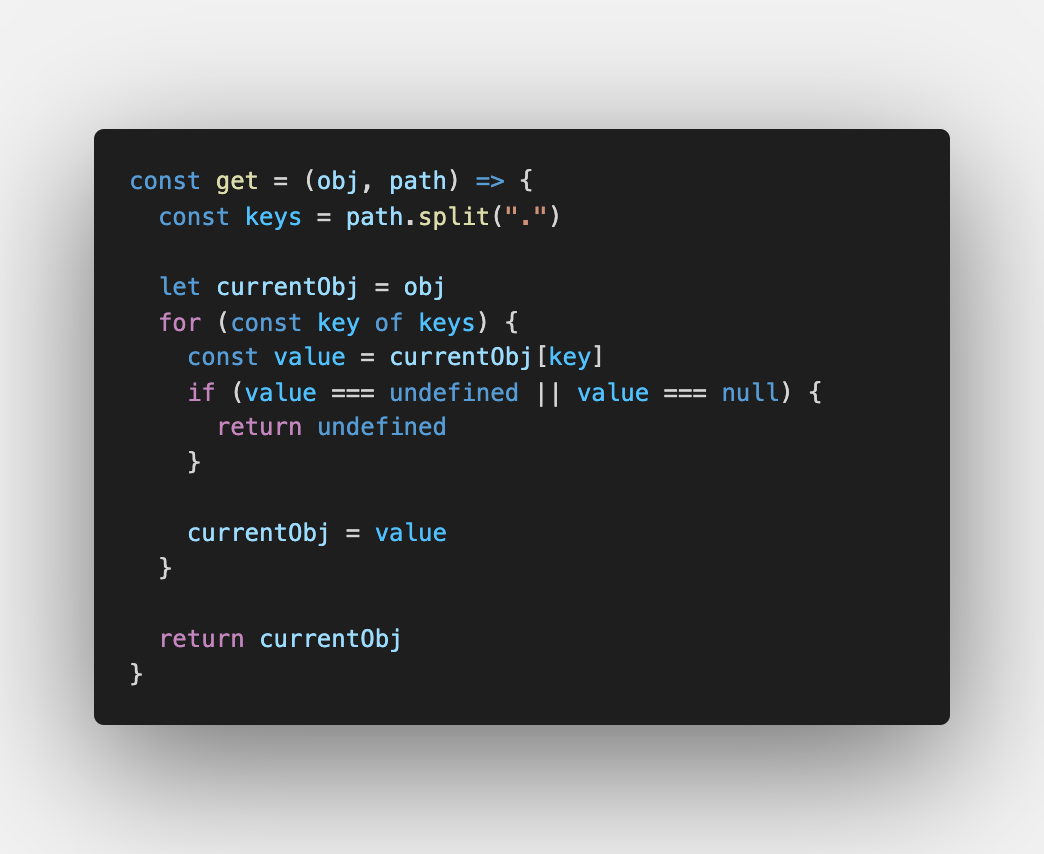 const get = (obj, path) => {
  const keys = path.split(".")

  let currentObj = obj
  for (const key of keys) {
    const value = currentObj[key]
    if (value === undefined || value === null) {
      return undefined
    }

    currentObj = value
  }

  return currentObj
}